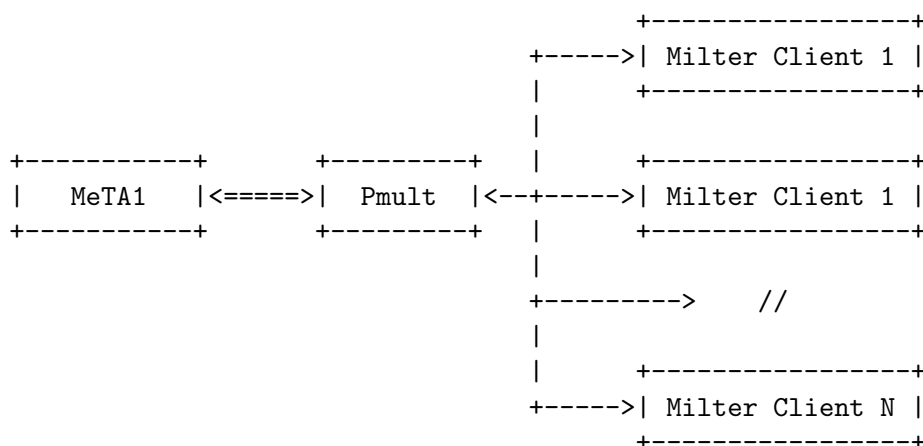 Milter Client 1
MeTA1 Pmult Milter Client 1
//
Milter Client N